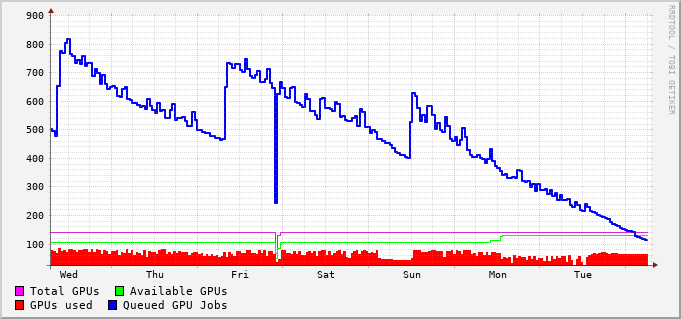 900
800
700
600
500
400
300
200
100
Wed Thu Fri Sat Sun Mon Tue
Total GPUs Available GPUs
GPUs used Queued GPU Jobs
RRDTOOL / TOBI OETIKER